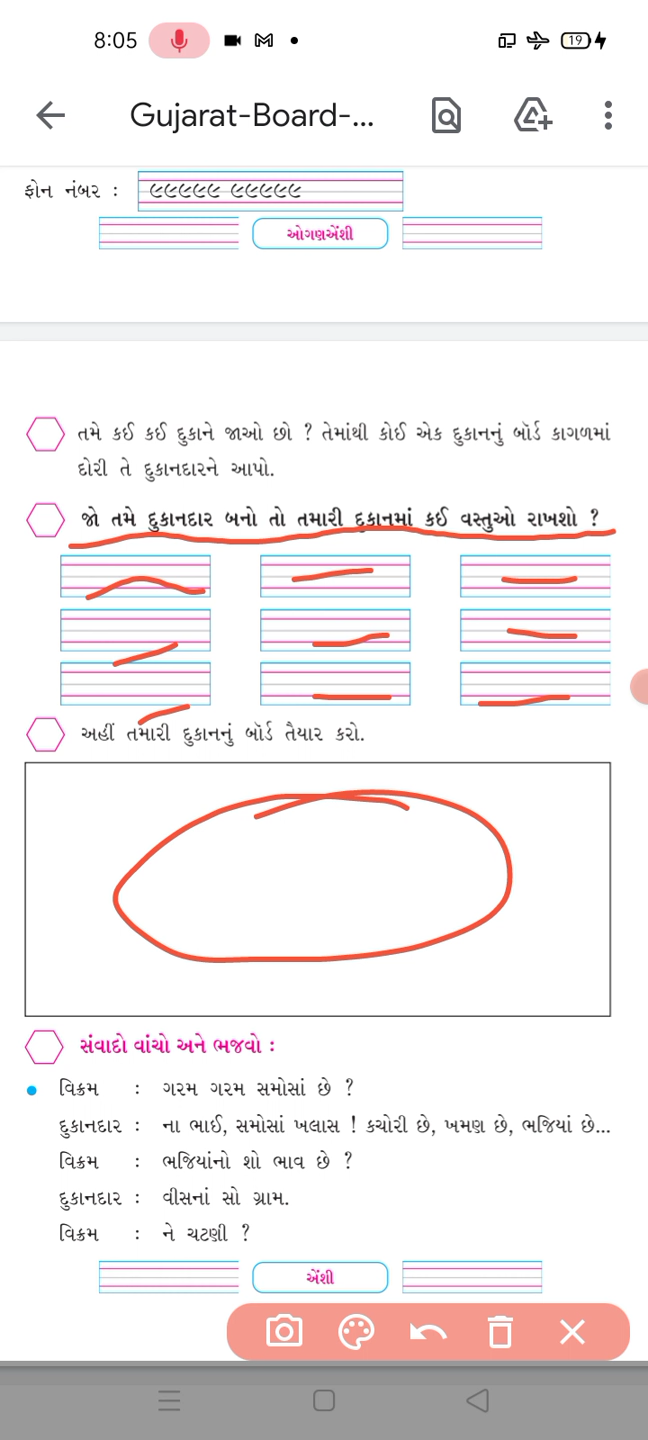 8:05
19
Gujarat-Board-...
ફોન નંબર : ૯૯૯૯૯ ૯૯૯૯૯
ઓગણએંશી
તમે કઈ કઈ દુકાને જાઓ છો ? તેમાંથી કોઈ એક દુકાનનું બૉર્ડ કાગળમાં
દોરી તે દુકાનદારને આપો.
જો તમે દુકાનદાર બનો તો તમારી દુકાનમાં કઈ વસ્તુઓ રાખશો ?
અહીં તમારી દુકાનનું બૉર્ડ તૈયાર કરો.
સંવાદો વાંચો અને ભજવો :
વિક્રમ : ગરમ ગરમ સમોસાં છે ?
દુકાનદાર : ના ભાઈ, સમોસાં ખલાસ ! કચોરી છે, ખમણ છે, ભજિયાં છે...
વિક્રમ : ભજિયાંનો શો ભાવ છે ?
દુકાનદાર : વીસનાં સો ગ્રામ.
વિક્રમ : ને ચટણી ?
એંશી